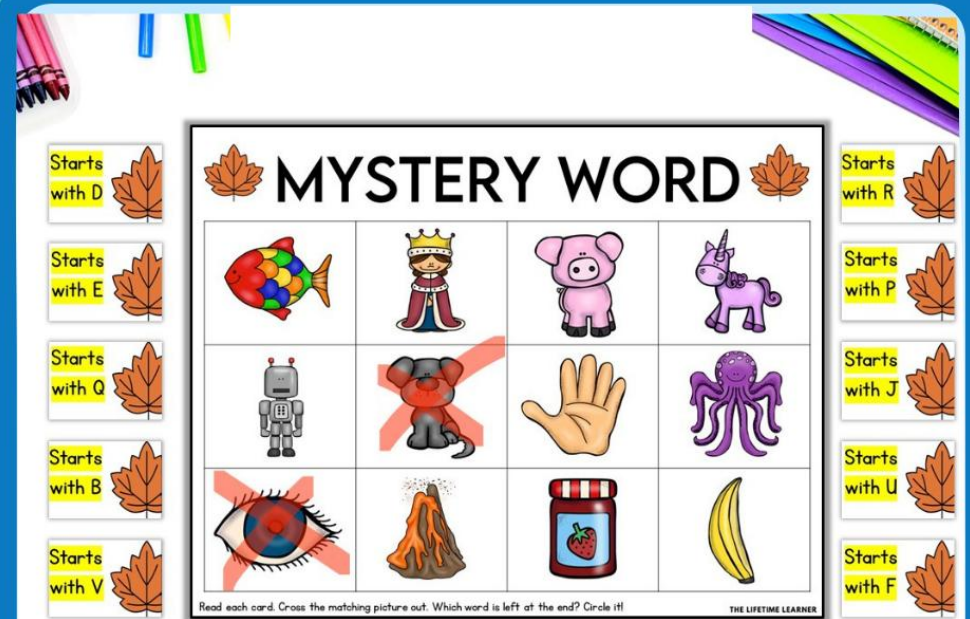 MYSTERY WORD
Starts
with D
Starts
with E
Starts
with Q
Starts
with B
Starts
with V
Starts
with R
Starts
with P
Starts
with J
Starts
with U
Starts
with F
Read each card. Cross the matching picture out. Which word is left at the end? Circle it!
THE LIFETIME LEARNER